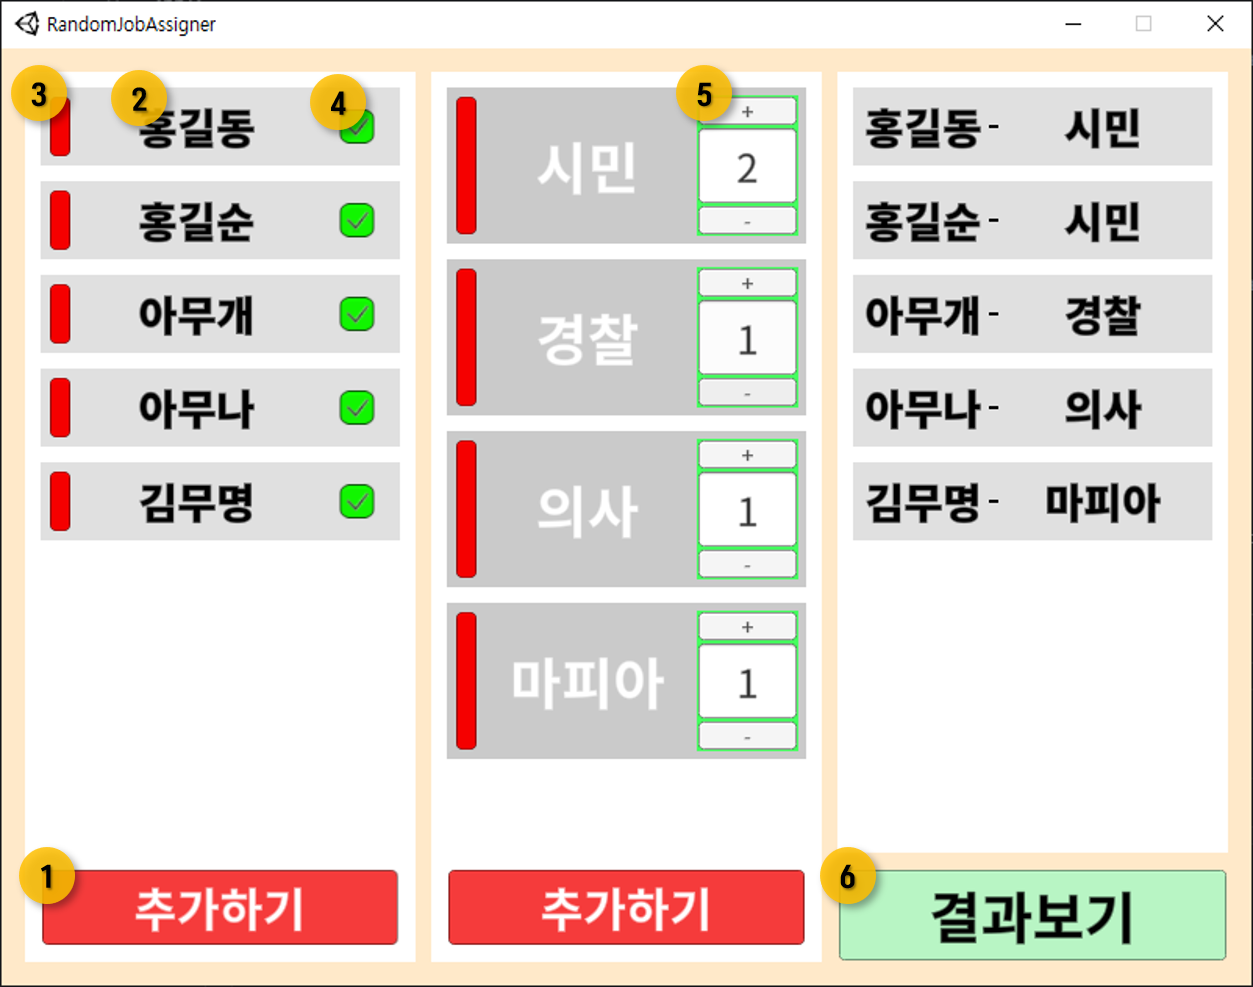 RandomJobAssigner
3
2
4
홍길동
홍길순
아무개
아무나
김무명
1
추가하기
5
시민
+
2
-
경찰
+
1
-
의사
+
1
-
마피아
+
1
-
추가하기
홍길동 - 시민
홍길순 - 시민
아무개 - 경찰
아무나 - 의사
김무명 - 마피아
6
결과보기